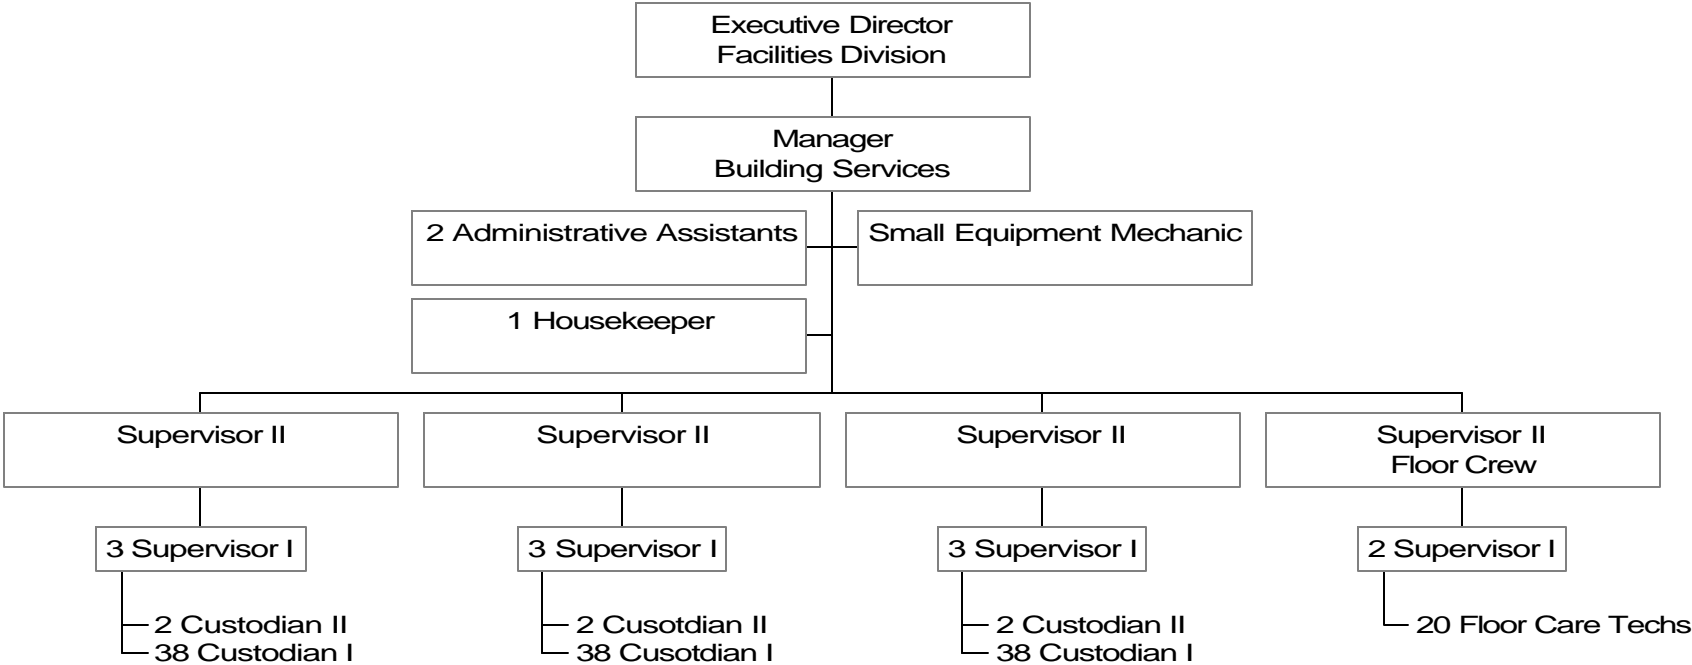 Executive Director
Facilities Division
Manager
Building Services
2 Administrative Assistants
Small Equipment Mechanic
1 Housekeeper
Supervisor II
Supervisor II
Supervisor II
Supervisor II
Floor Crew
3 Supervisor I
3 Supervisor I
3 Supervisor I
2 Supervisor I
2 Custodian II
38 Custodian I
2 Cusotdian II
38 Cusotdian I
2 Custodian II
38 Custodian I
20 Floor Care Techs